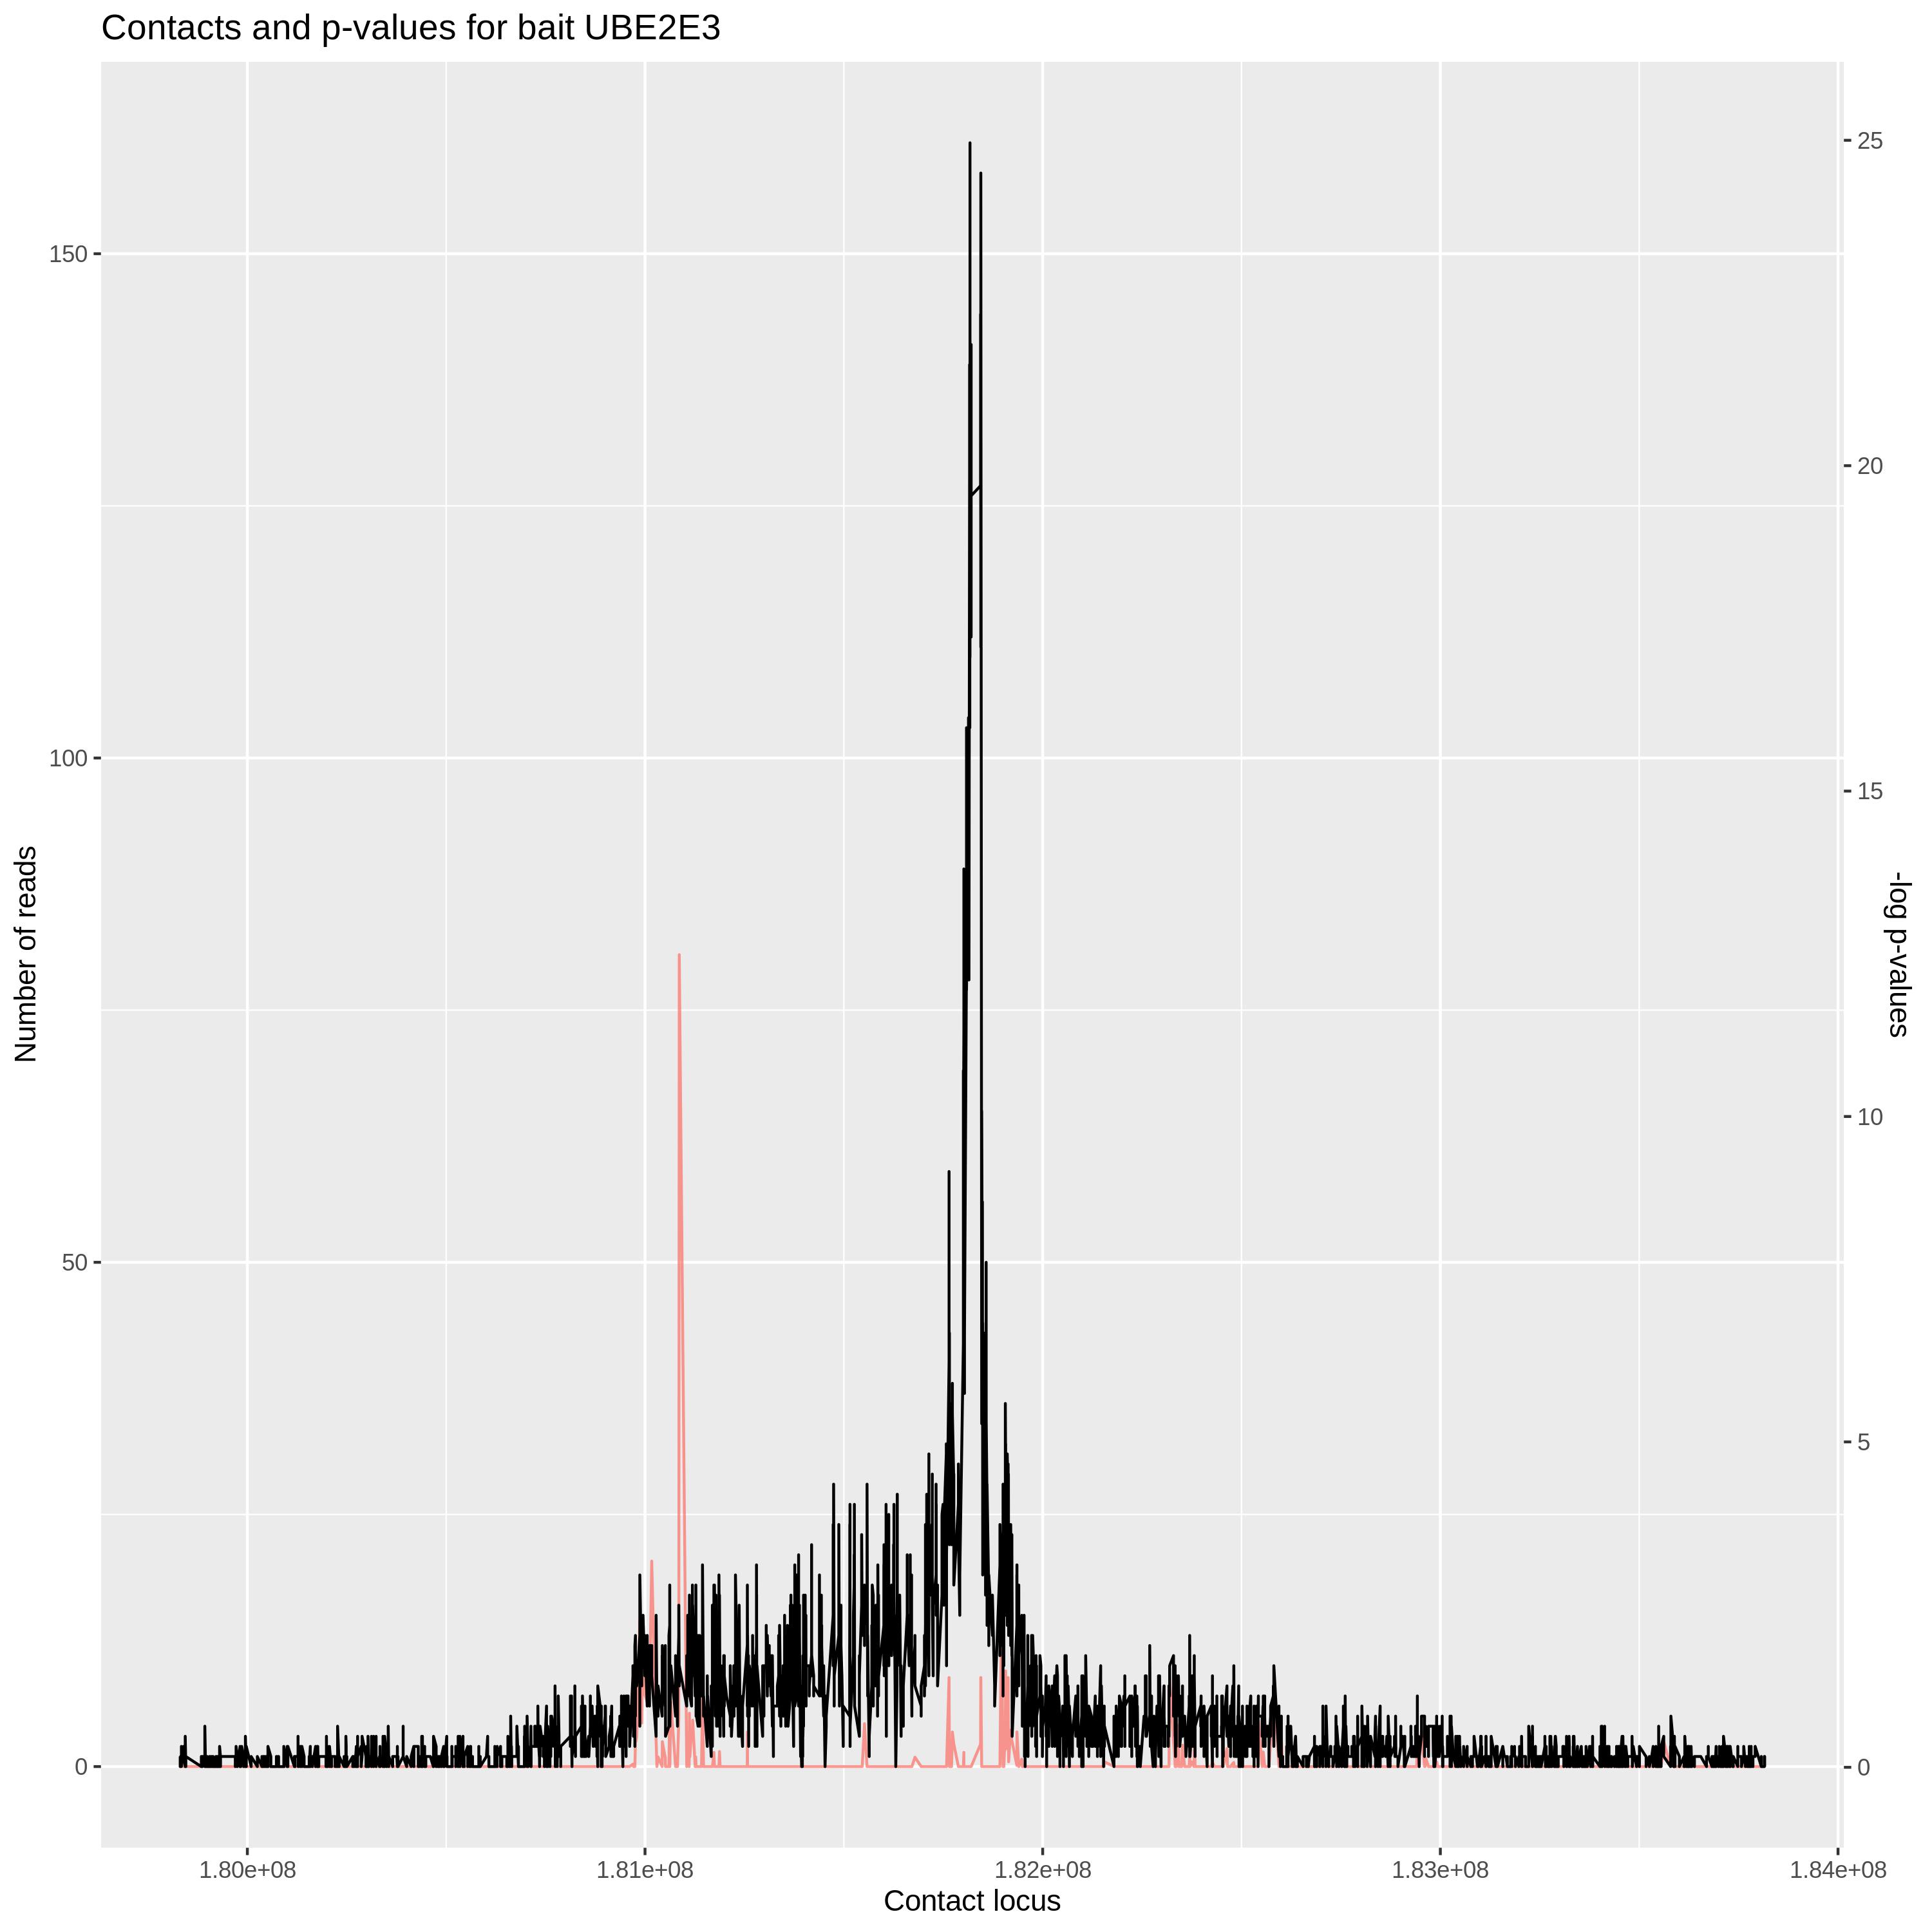 Contacts and p-values for bait UBE2E3
Number of reads
150
100
50
0
25
20
15
10
5
0
-log p-values
1.80e+08 1.81e+08 1.82e+08 1.83e+08 1.84e+08
Contact locus